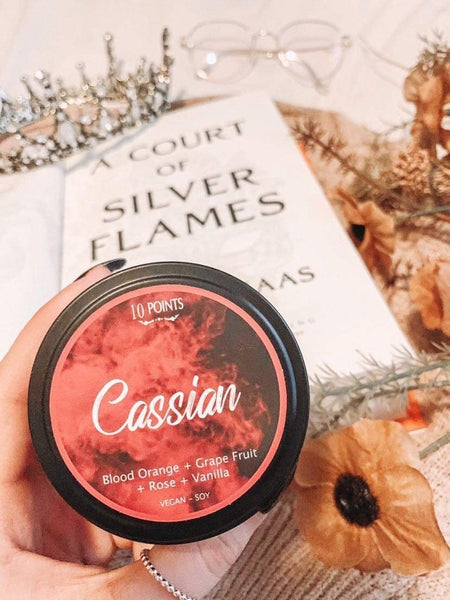 A COURT
OF
SILVER
FLAMES
AAS
10 POINTS
Cassian
Blood Orange + Grape Fruit
+ Rose + Vanilla
VEGAN - SOY